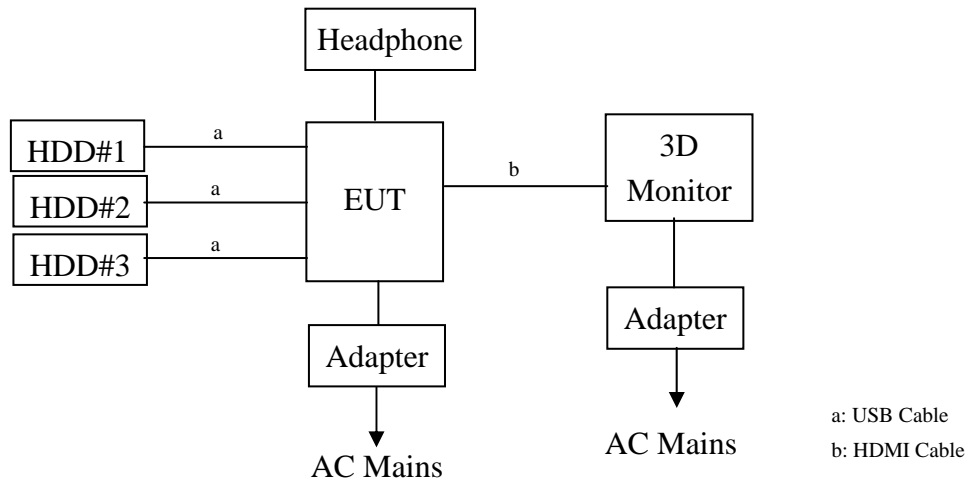 Headphone
a
HDD#1
a
HDD#2
a
HDD#3
EUT
b
3D
Monitor
Adapter
AC Mains
Adapter
AC Mains
a: USB Cable
b: HDMI Cable